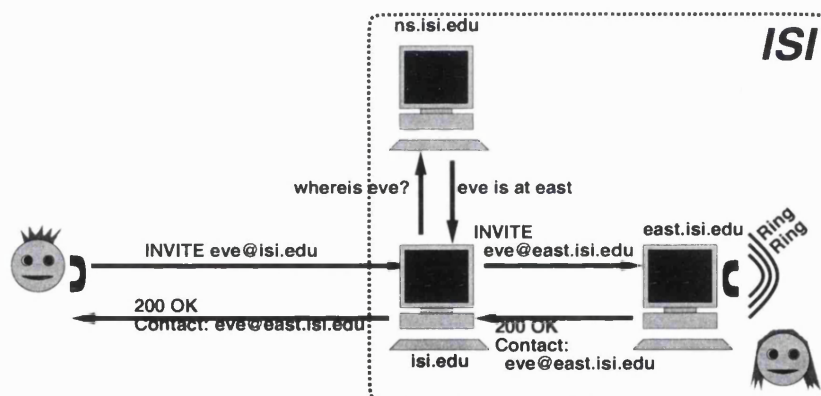 ns.isi.edu
ISI
whereis eve?
eve is at east
INVITE eve@isi.edu
INVITE
eve@east.isi.edu
east.isi.edu
Ring
Ring
200 OK
Contact: eve@east.isi.edu
isi.edu
200 OK
Contact:
eve@east.isi.edu